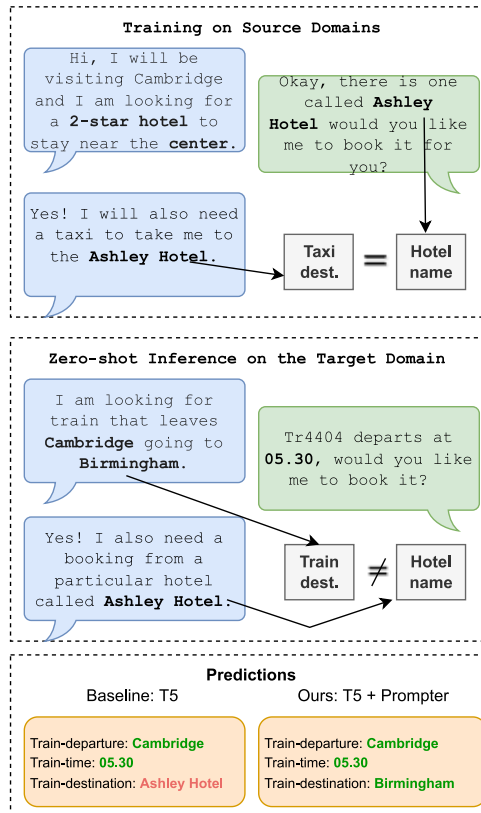 Training on Source Domains
Hi, I will be
visiting Cambridge
and I am looking for
a 2-star hotel to
stay near the center.
Okay, there is one
called Ashley
Hotel would you like
me to book it for
you?
Yes! I will also need
a taxi to take me to
the Ashley Hotel.
Taxi
dest.
=
Hotel
name
Zero-shot Inference on the Target Domain
I am looking for
train that leaves
Cambridge going to
Birmingham.
Tr4404 departs at
05.30, would you like
me to book it?
Yes! I also need a
booking from a
particular hotel
called Ashley Hotel.
Train
dest.
≠
Hotel
name
Predictions
Baseline: T5
Train-departure: Cambridge
Train-time: 05.30
Train-destination: Ashley Hotel
Ours: T5 + Prompter
Train-departure: Cambridge
Train-time: 05.30
Train-destination: Birmingham